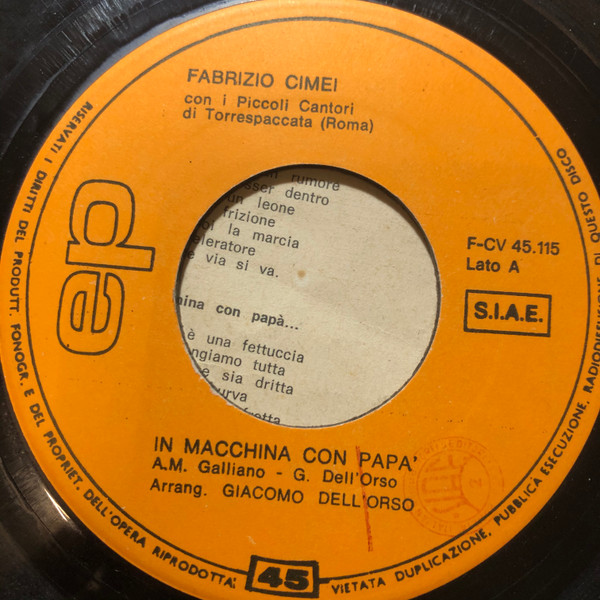 FABRIZIO CIMEI
con i Piccoli Cantori
di Torrespaccata (Roma)
ep
F-CV 45.115
Lato A
S.I.A.E.
rumore
dentro
un leone
frizione
la marcia
e via si va.
con papà...
è una fettuccia
tutta
e sia dritta
IN MACCHINA CON PAPA'
A.M. Galliano - G. Dell'Orso
Arrang. GIACOMO DELL'ORSO
45
RISERVATI I DIRITTI DEL PRODUTT. FONOGR. E DEL PROPRIET. DELL'OPERA RIPRODOTTA:
VIETATA DUPLICAZIONE, PUBBLICA ESECUZIONE, RADIODIFFUSIONE DI QUESTO DISCO